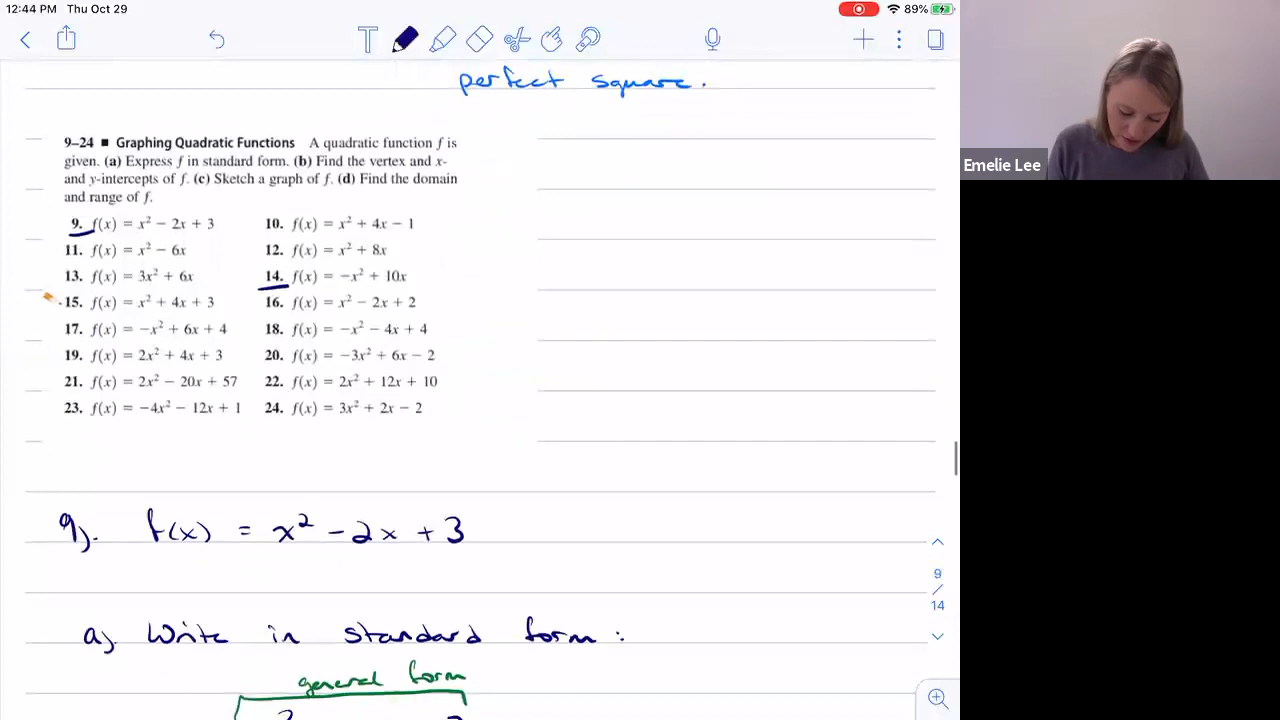 12:44 PM Thu Oct 29
89%
perfect square.
9–24 ■ Graphing Quadratic Functions A quadratic function f is
given. (a) Express f in standard form. (b) Find the vertex and x-
and y-intercepts of f. (c) Sketch a graph of f. (d) Find the domain
and range of f.
9. f(x) = x² − 2x + 3 10. f(x) = x² + 4x − 1
11. f(x) = x² − 6x 12. f(x) = x² + 8x
13. f(x) = 3x² + 6x 14. f(x) = −x² + 10x
15. f(x) = x² + 4x + 3 16. f(x) = x² − 2x + 2
17. f(x) = −x² + 6x + 4 18. f(x) = −x² − 4x + 4
19. f(x) = 2x² + 4x + 3 20. f(x) = −3x² + 6x − 2
21. f(x) = 2x² − 20x + 57 22. f(x) = 2x² + 12x + 10
23. f(x) = −4x² − 12x + 1 24. f(x) = 3x² + 2x − 2
9). f(x) = x² − 2x + 3
a). Write in standard form :
general form
9
/
14
Emelie Lee